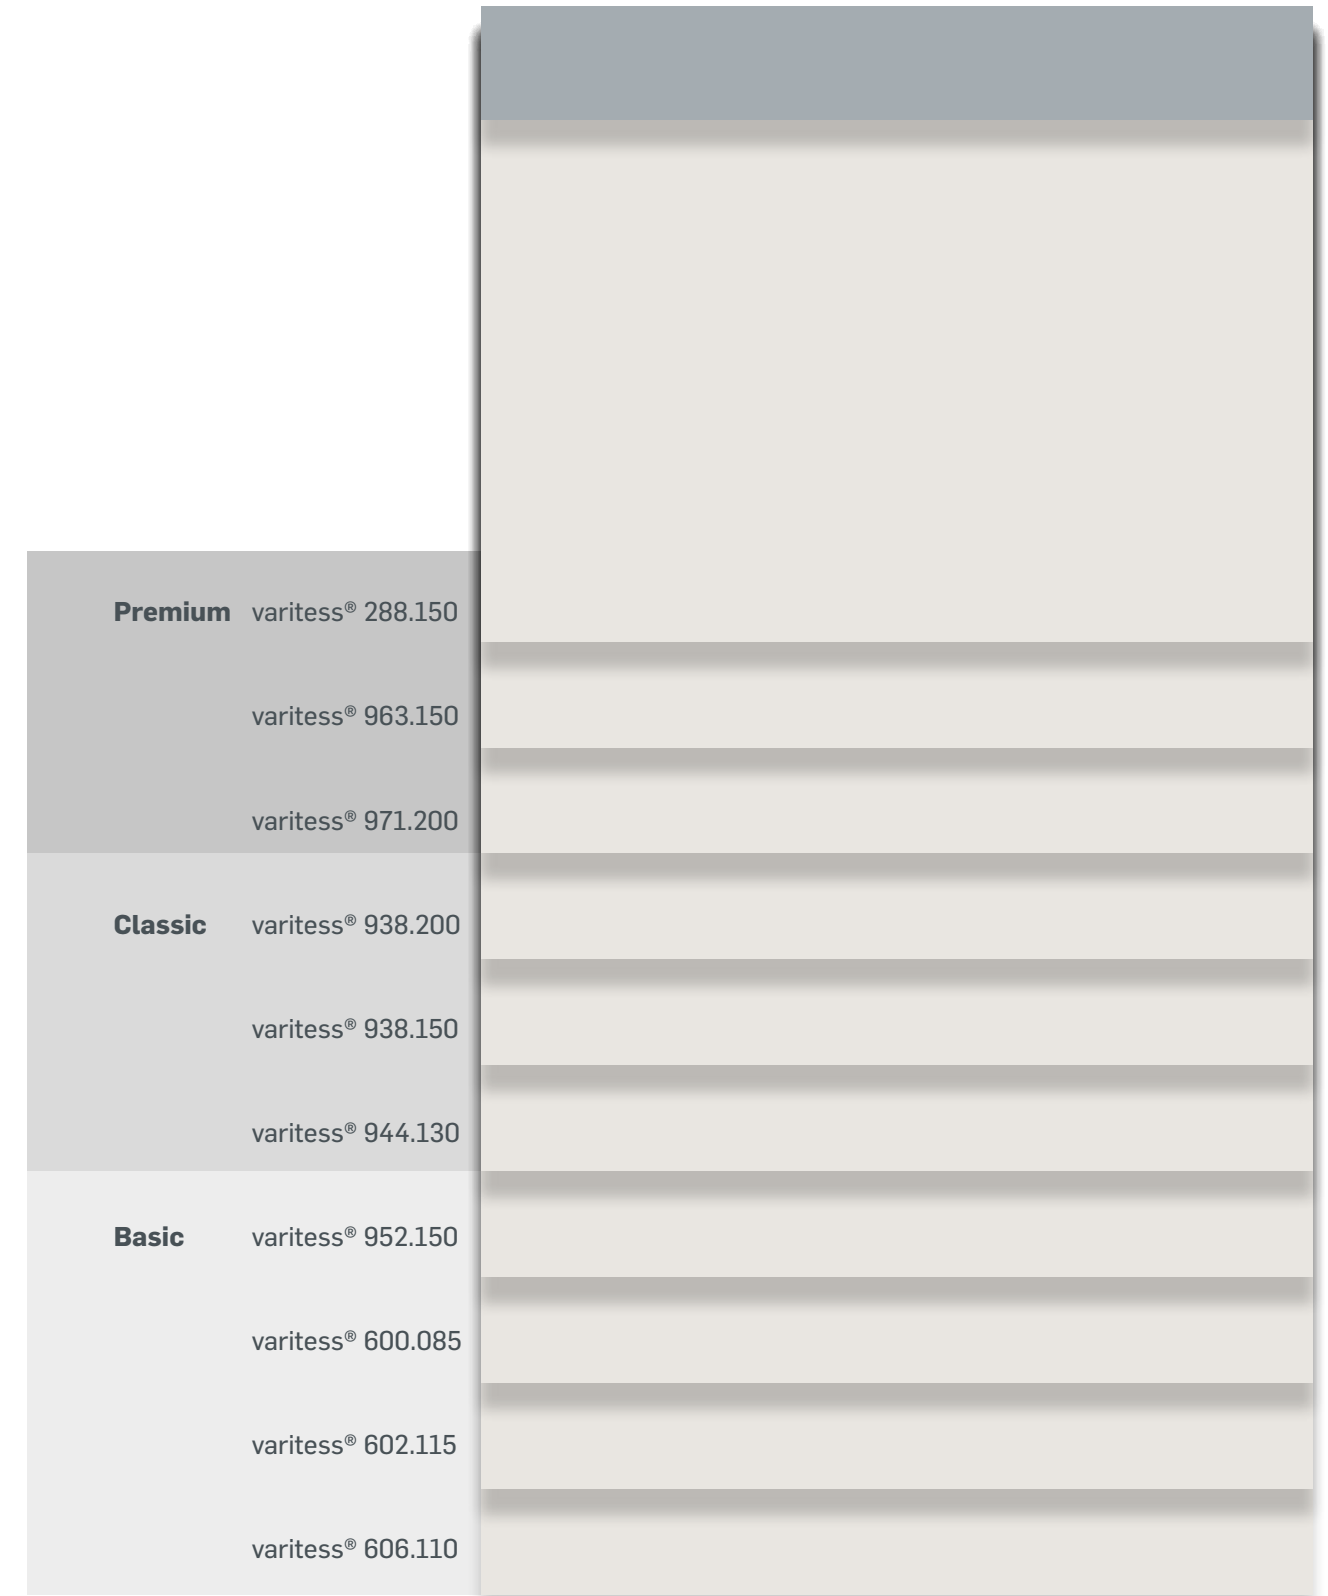 Premium varitess® 288.150
varitess® 963.150
varitess® 971.200
Classic varitess® 938.200
varitess® 938.150
varitess® 944.130
Basic varitess® 952.150
varitess® 600.085
varitess® 602.115
varitess® 606.110